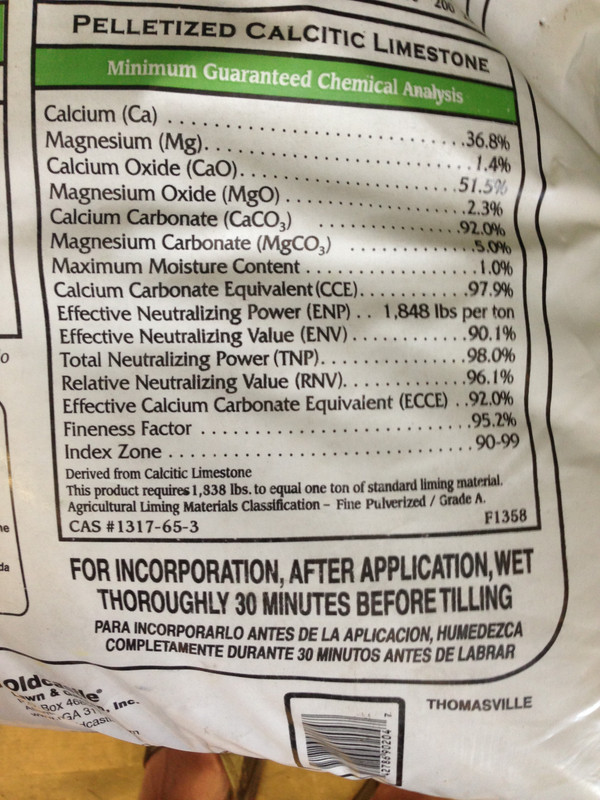 200
PELLETIZED CALCITIC LIMESTONE
Minimum Guaranteed Chemical Analysis
Calcium (Ca) . . . . . . . . . . . . . . . . . . . . . . .36.8%
Magnesium (Mg). . . . . . . . . . . . . . . . . . . . . 1.4%
Calcium Oxide (CaO). . . . . . . . . . . . . . . . . .51.5%
Magnesium Oxide (MgO) . . . . . . . . . . . . . . .2.3%
Calcium Carbonate (CaCO₃) . . . . . . . . . . . .92.0%
Magnesium Carbonate (MgCO₃) . . . . . . . . . .5.0%
Maximum Moisture Content . . . . . . . . . . . . .1.0%
Calcium Carbonate Equivalent (CCE). . . . . . . .97.9%
Effective Neutralizing Power (ENP) . . 1,848 lbs per ton
Effective Neutralizing Value (ENV) . . . . . . . . .90.1%
Total Neutralizing Power (TNP). . . . . . . . . . . .98.0%
Relative Neutralizing Value (RNV). . . . . . . . . .96.1%
Effective Calcium Carbonate Equivalent (ECCE) . .92.0%
Fineness Factor . . . . . . . . . . . . . . . . . . . . .95.2%
Index Zone . . . . . . . . . . . . . . . . . . . . . . . 90-99
Derived from Calcitic Limestone
This product requires 1,838 lbs. to equal one ton of standard liming material.
Agricultural Liming Materials Classification – Fine Pulverized / Grade A.
CAS #1317-65-3 F1358
FOR INCORPORATION, AFTER APPLICATION, WET
THOROUGHLY 30 MINUTES BEFORE TILLING
PARA INCORPORARLO ANTES DE LA APLICACION, HUMEDEZCA
COMPLETAMENTE DURANTE 30 MINUTOS ANTES DE LABRAR
THOMASVILLE
Inc.
Box
GA